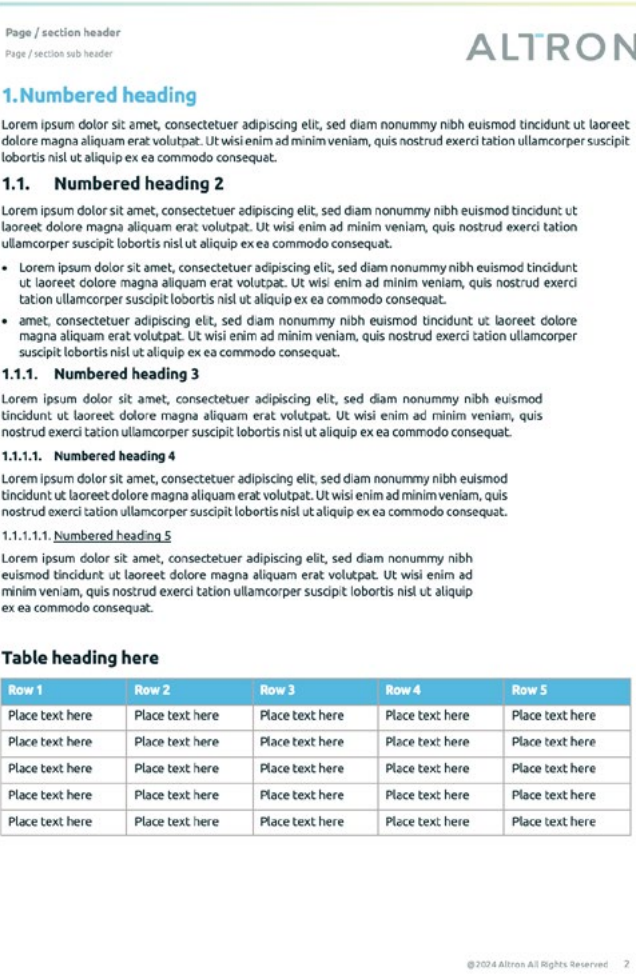 Page / section header
Page / section sub header
ALTRON
1.Numbered heading
Lorem ipsum dolor sit amet, consectetuer adipiscing elit, sed diam nonummy nibh euismod tincidunt ut laoreet
dolore magna aliquam erat volutpat. Ut wisi enim ad minim veniam, quis nostrud exerci tation ullamcorper suscipit
lobortis nisl ut aliquip ex ea commodo consequat.
1.1. Numbered heading 2
Lorem ipsum dolor sit amet, consectetuer adipiscing elit, sed diam nonummy nibh euismod tincidunt ut
laoreet dolore magna aliquam erat volutpat. Ut wisi enim ad minim veniam, quis nostrud exerci tation
ullamcorper suscipit lobortis nisl ut aliquip ex ea commodo consequat.
• Lorem ipsum dolor sit amet, consectetuer adipiscing elit, sed diam nonummy nibh euismod tincidunt
ut laoreet dolore magna aliquam erat volutpat. Ut wisi enim ad minim veniam, quis nostrud exerci
tation ullamcorper suscipit lobortis nisl ut aliquip ex ea commodo consequat.
• amet, consectetuer adipiscing elit, sed diam nonummy nibh euismod tincidunt ut laoreet dolore
magna aliquam erat volutpat. Ut wisi enim ad minim veniam, quis nostrud exerci tation ullamcorper
suscipit lobortis nisl ut aliquip ex ea commodo consequat.
1.1.1. Numbered heading 3
Lorem ipsum dolor sit amet, consectetuer adipiscing elit, sed diam nonummy nibh euismod
tincidunt ut laoreet dolore magna aliquam erat volutpat. Ut wisi enim ad minim veniam, quis
nostrud exerci tation ullamcorper suscipit lobortis nisl ut aliquip ex ea commodo consequat.
1.1.1.1. Numbered heading 4
Lorem ipsum dolor sit amet, consectetuer adipiscing elit, sed diam nonummy nibh euismod
tincidunt ut laoreet dolore magna aliquam erat volutpat. Ut wisi enim ad minim veniam, quis
nostrud exerci tation ullamcorper suscipit lobortis nisl ut aliquip ex ea commodo consequat.
1.1.1.1.1. Numbered heading 5
Lorem ipsum dolor sit amet, consectetuer adipiscing elit, sed diam nonummy nibh
euismod tincidunt ut laoreet dolore magna aliquam erat volutpat. Ut wisi enim ad
minim veniam, quis nostrud exerci tation ullamcorper suscipit lobortis nisl ut aliquip
ex ea commodo consequat.
Table heading here
Row 1 Row 2 Row 3 Row 4 Row 5
Place text here Place text here Place text here Place text here Place text here
Place text here Place text here Place text here Place text here Place text here
Place text here Place text here Place text here Place text here Place text here
Place text here Place text here Place text here Place text here Place text here
Place text here Place text here Place text here Place text here Place text here
@2024 Altron All Rights Reserved 2